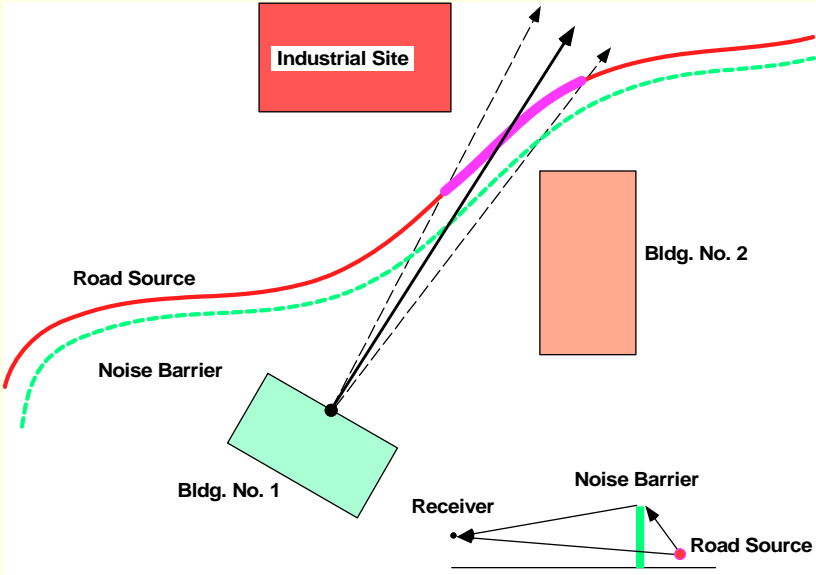 Industrial Site
Bldg. No. 2
Road Source
Noise Barrier
Bldg. No. 1
Noise Barrier
Receiver
Road Source